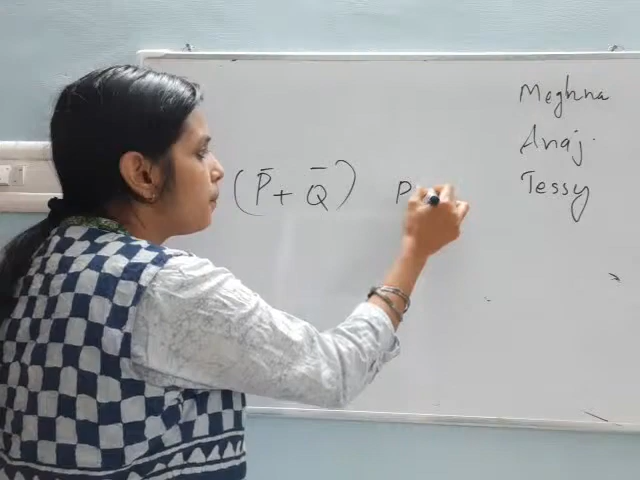 (P̄ + Q̄) P
Meghna
Anaj.
Tessy